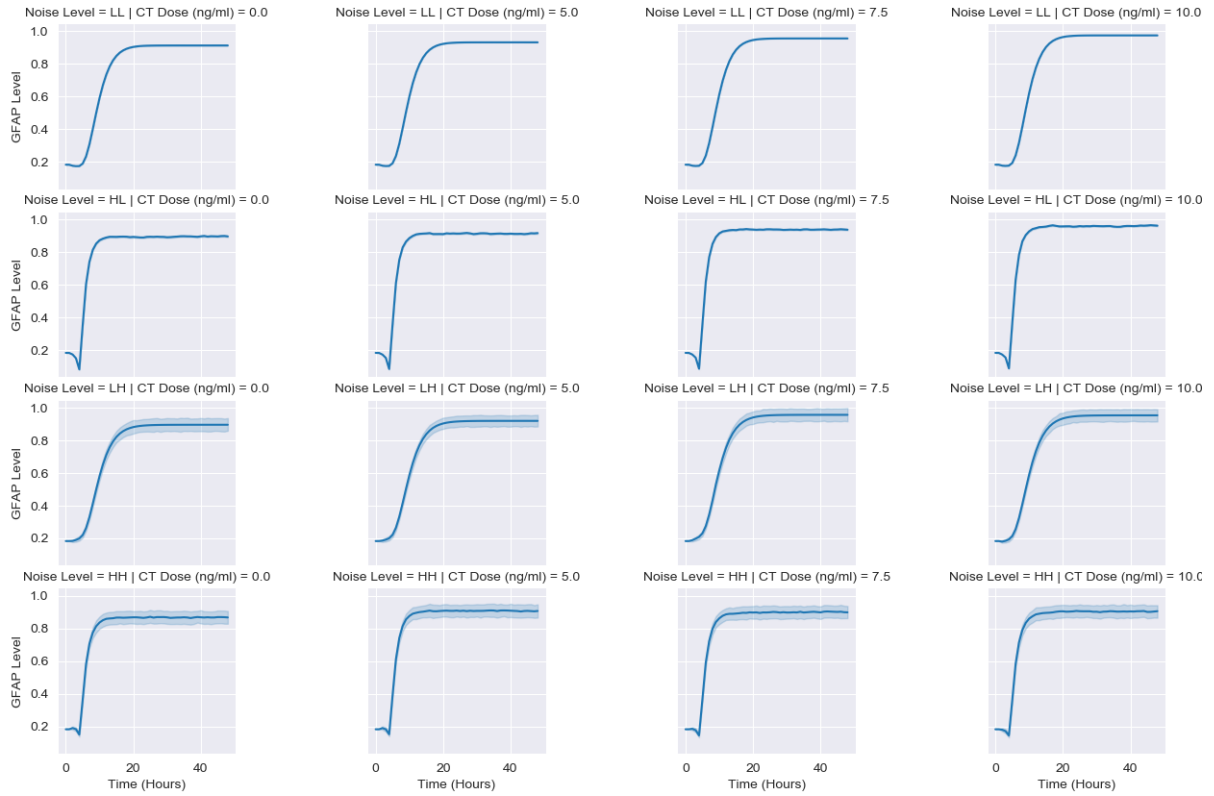 Noise Level = LL | CT Dose (ng/ml) = 0.0
Noise Level = LL | CT Dose (ng/ml) = 5.0
Noise Level = LL | CT Dose (ng/ml) = 7.5
Noise Level = LL | CT Dose (ng/ml) = 10.0
1.0
0.8
0.6
0.4
0.2
GFAP Level
Noise Level = HL | CT Dose (ng/ml) = 0.0
Noise Level = HL | CT Dose (ng/ml) = 5.0
Noise Level = HL | CT Dose (ng/ml) = 7.5
Noise Level = HL | CT Dose (ng/ml) = 10.0
1.0
0.8
0.6
0.4
0.2
GFAP Level
Noise Level = LH | CT Dose (ng/ml) = 0.0
Noise Level = LH | CT Dose (ng/ml) = 5.0
Noise Level = LH | CT Dose (ng/ml) = 7.5
Noise Level = LH | CT Dose (ng/ml) = 10.0
1.0
0.8
0.6
0.4
0.2
GFAP Level
Noise Level = HH | CT Dose (ng/ml) = 0.0
Noise Level = HH | CT Dose (ng/ml) = 5.0
Noise Level = HH | CT Dose (ng/ml) = 7.5
Noise Level = HH | CT Dose (ng/ml) = 10.0
1.0
0.8
0.6
0.4
0.2
GFAP Level
0 20 40
Time (Hours)
0 20 40
Time (Hours)
0 20 40
Time (Hours)
0 20 40
Time (Hours)